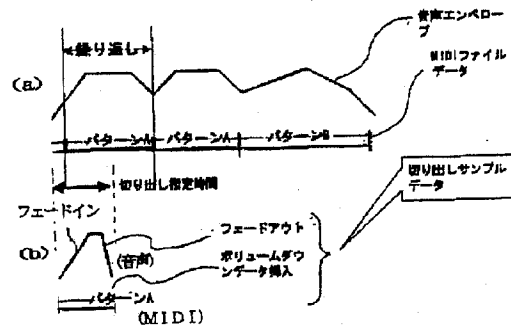 繰り返し
音声エンベロー
プ
(a)
MIDIファイル
データ
パターンA
パターンA
パターンB
切り出し指定時間
切り出しサンプル
データ
フェードイン
フェードアウト
(b)
(音声)
ボリュームダウ
ンデータ挿入
パターンA
(MIDI)